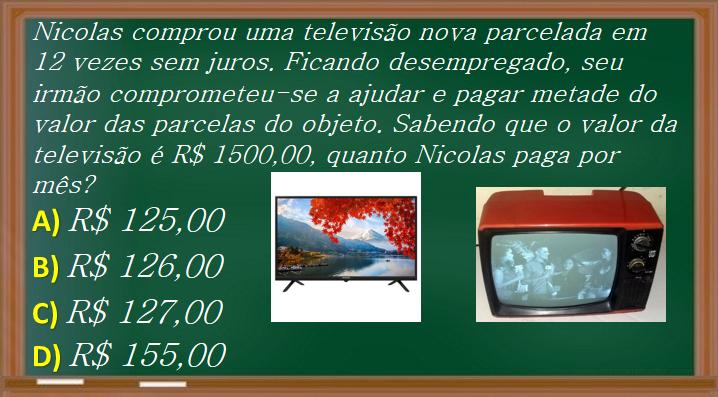 Nicolas comprou uma televisão nova parcelada em
12 vezes sem juros. Ficando desempregado, seu
irmão comprometeu-se a ajudar e pagar metade do
valor das parcelas do objeto. Sabendo que o valor da
televisão é R$ 1500,00, quanto Nicolas paga por
mês?
A) R$ 125,00
B) R$ 126,00
C) R$ 127,00
D) R$ 155,00